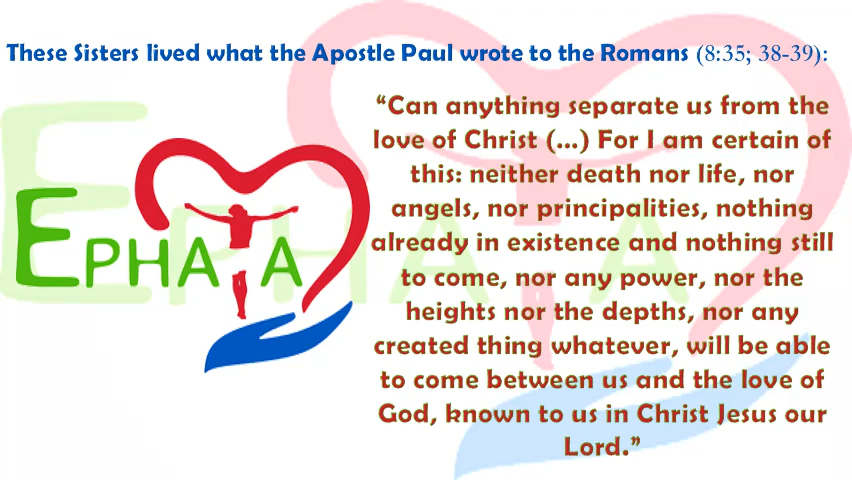 These Sisters lived what the Apostle Paul wrote to the Romans (8:35; 38-39):
“Can anything separate us from the
love of Christ (...) For I am certain of
this: neither death nor life, nor
angels, nor principalities, nothing
already in existence and nothing still
to come, nor any power, nor the
heights nor the depths, nor any
created thing whatever, will be able
to come between us and the love of
God, known to us in Christ Jesus our
Lord.”
EPHATA